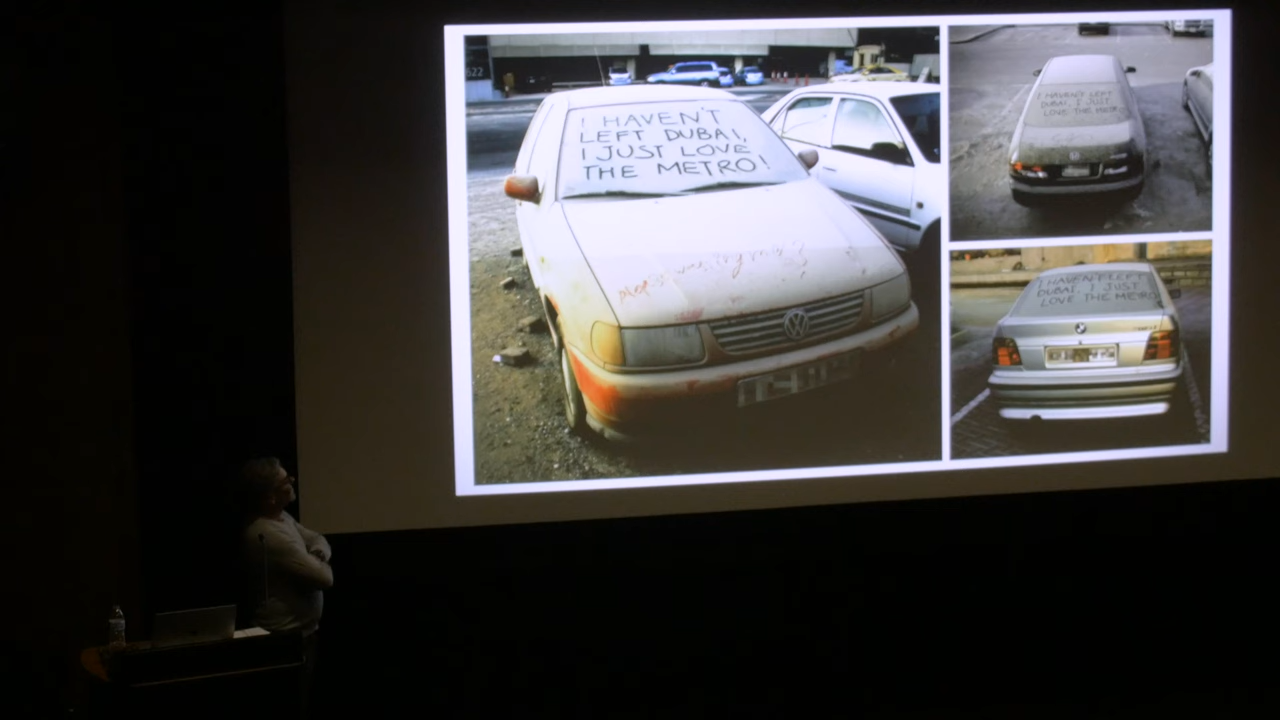 I HAVEN'T
LEFT DUBAI,
I JUST LOVE
THE METRO!
622
I HAVEN'T LEFT
DUBAI, I JUST
LOVE THE METRO
I HAVEN'T LEFT
DUBAI, I JUST
LOVE THE METRO